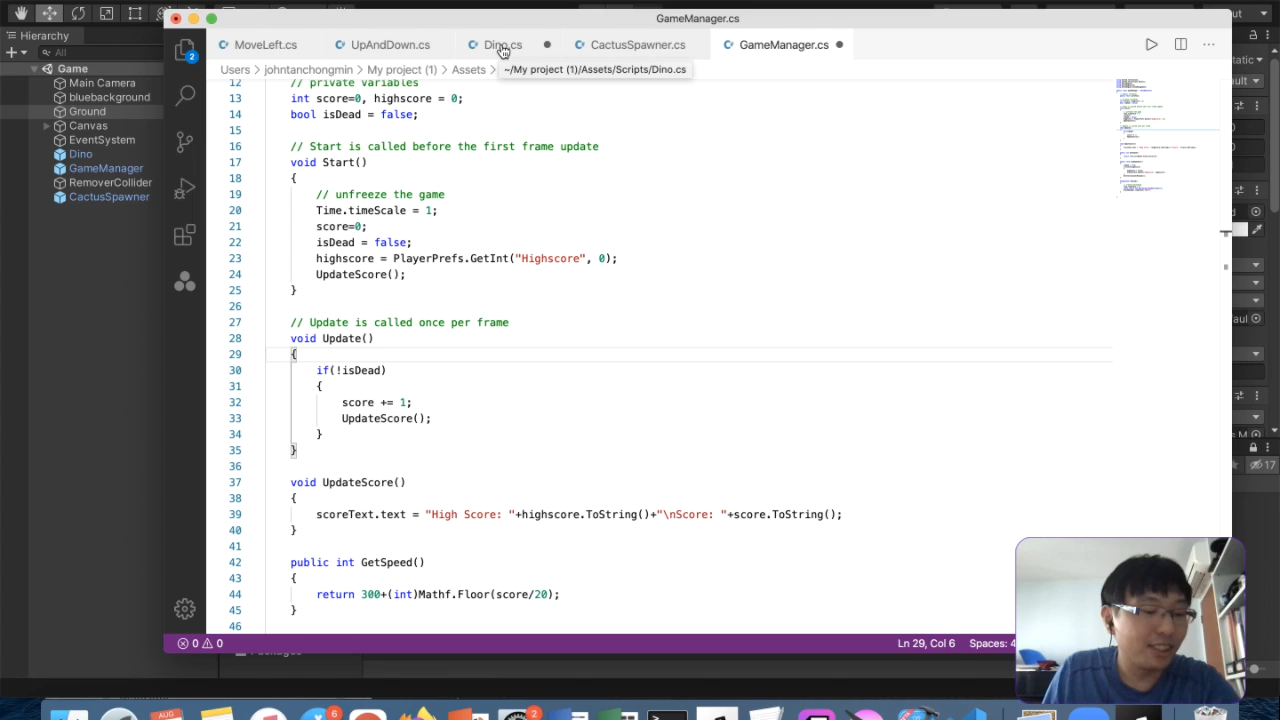 GameManager.cs
Hierarchy
All
Game
Main Camera
bluebackground
Ground
Canvas
EventSystem
Dino
GameManager
RemoverCollider
CactusSpawner
2
MoveLeft.cs
UpAndDown.cs
Dino.cs
CactusSpawner.cs
GameManager.cs
Users > johntanchongmin > My project (1) > Assets >
~/My project (1)/Assets/Scripts/Dino.cs
12 // private variables
13 int score=0, highscore = 0;
14 bool isDead = false;
15
16 // Start is called before the first frame update
17 void Start()
18 {
19 // unfreeze the game
20 Time.timeScale = 1;
21 score=0;
22 isDead = false;
23 highscore = PlayerPrefs.GetInt("Highscore", 0);
24 UpdateScore();
25 }
26
27 // Update is called once per frame
28 void Update()
29 {
30 if(!isDead)
31 {
32 score += 1;
33 UpdateScore();
34 }
35 }
36
37 void UpdateScore()
38 {
39 scoreText.text = "High Score: "+highscore.ToString()+"\nScore: "+score.ToString();
40 }
41
42 public int GetSpeed()
43 {
44 return 300+(int)Mathf.Floor(score/20);
45 }
46
0 0
Ln 29, Col 6
Spaces: 4
17
AUG
6
2